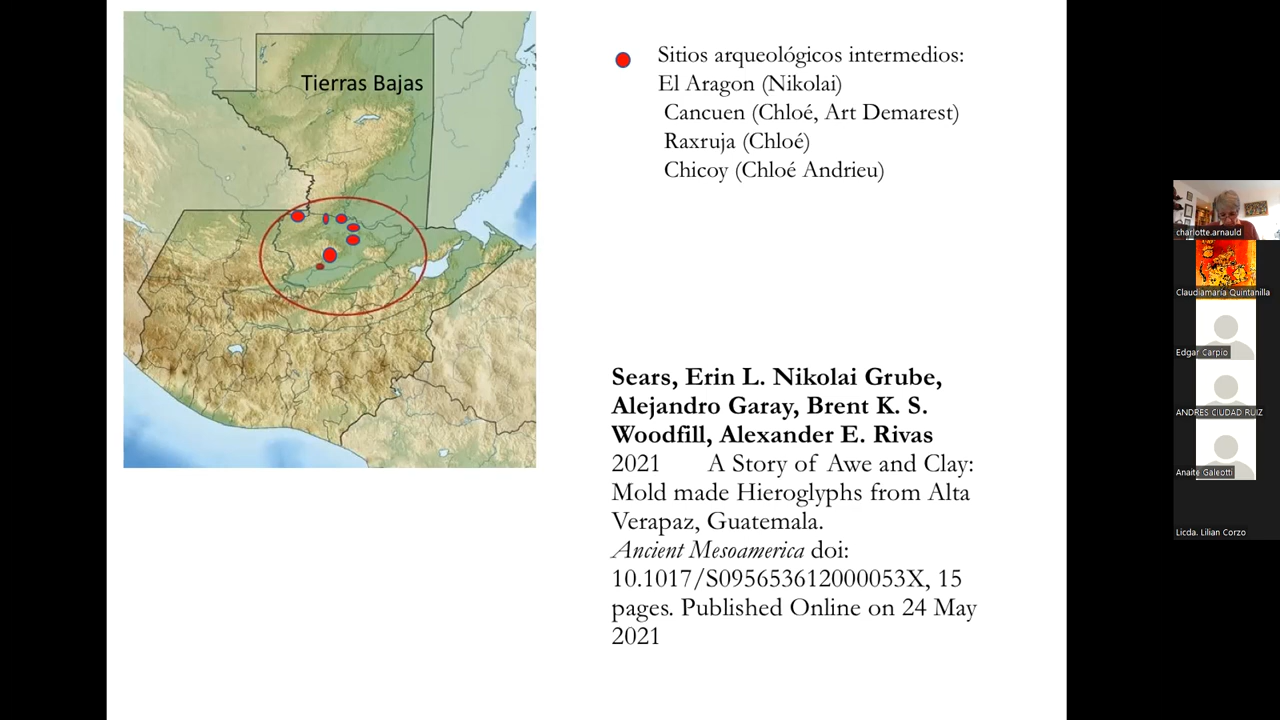 Tierras Bajas
Sitios arqueológicos intermedios:
El Aragon (Nikolai)
Cancuen (Chloé, Art Demarest)
Raxruja (Chloé)
Chicoy (Chloé Andrieu)
Sears, Erin L. Nikolai Grube,
Alejandro Garay, Brent K. S.
Woodfill, Alexander E. Rivas
2021 A Story of Awe and Clay:
Mold made Hieroglyphs from Alta
Verapaz, Guatemala.
Ancient Mesoamerica doi:
10.1017/S095653612000053X, 15
pages. Published Online on 24 May
2021
charlotte.arnauld
Claudiamaría Quintanilla
Edgar Carpio
ANDRES CIUDAD RUIZ
Anaité Galeotti
Licda. Lilian Corzo